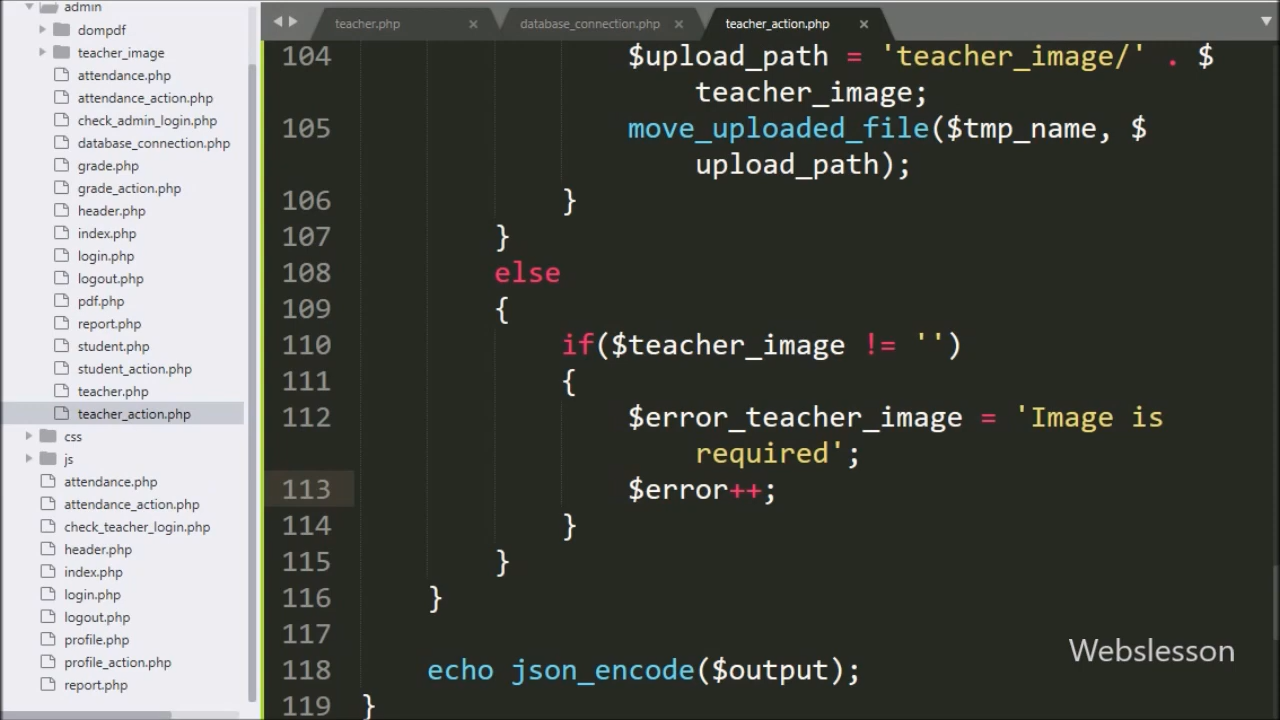 admin
dompdf
teacher_image
attendance.php
attendance_action.php
check_admin_login.php
database_connection.php
grade.php
grade_action.php
header.php
index.php
login.php
logout.php
pdf.php
report.php
student.php
student_action.php
teacher.php
teacher_action.php
css
js
attendance.php
attendance_action.php
check_teacher_login.php
header.php
index.php
login.php
logout.php
profile.php
profile_action.php
report.php
teacher.php × database_connection.php × teacher_action.php ×
104 $upload_path = 'teacher_image/' . $
teacher_image;
105 move_uploaded_file($tmp_name, $
upload_path);
106 }
107 }
108 else
109 {
110 if($teacher_image != '')
111 {
112 $error_teacher_image = 'Image is
required';
113 $error++;
114 }
115 }
116 }
117
118 echo json_encode($output);
119 }
Webslesson